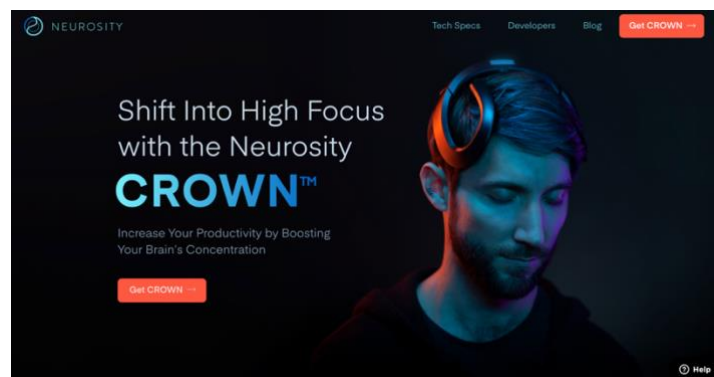 NEUROSITY
Tech Specs
Developers
Blog
Get CROWN →
Shift Into High Focus
with the Neurosity
CROWN™
Increase Your Productivity by Boosting
Your Brain's Concentration
Get CROWN →
? Help